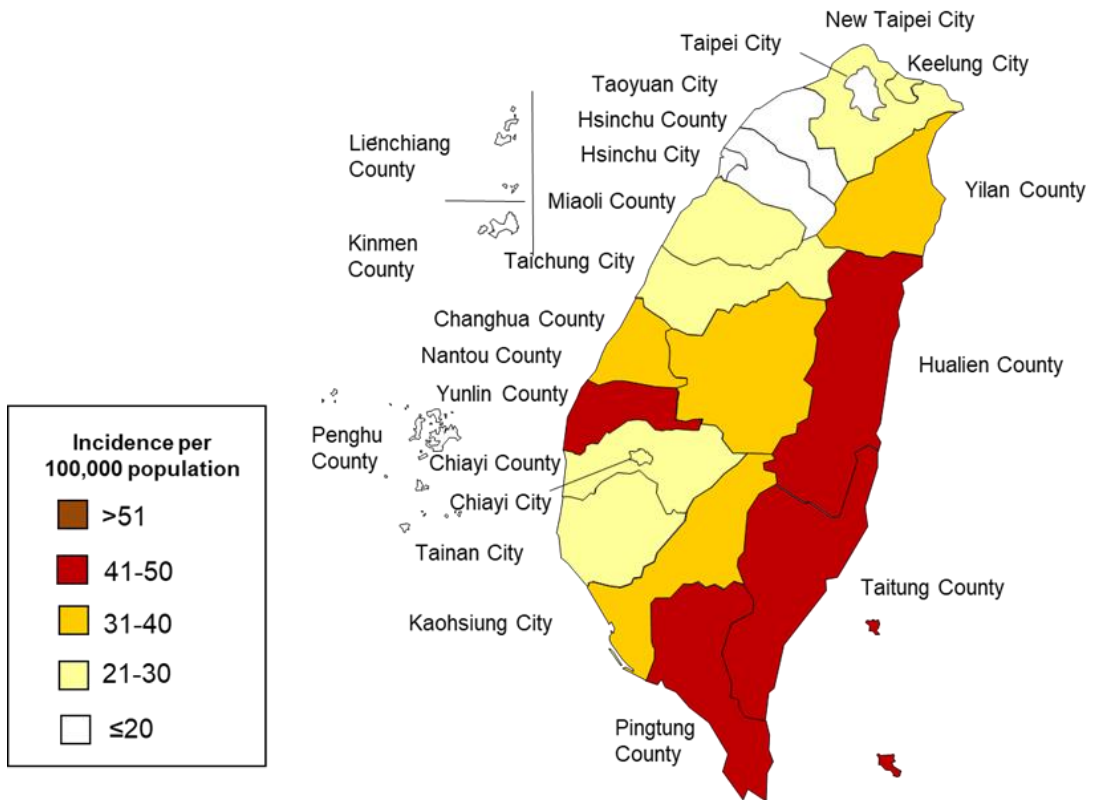 New Taipei City
Taipei City
Keelung City
Taoyuan City
Hsinchu County
Lienchiang
County
Hsinchu City
Yilan County
Miaoli County
Kinmen
County
Taichung City
Changhua County
Nantou County
Hualien County
Yunlin County
Penghu
County
Chiayi County
Chiayi City
Tainan City
Taitung County
Kaohsiung City
Pingtung
County
Incidence per
100,000 population
>51
41-50
31-40
21-30
≤20